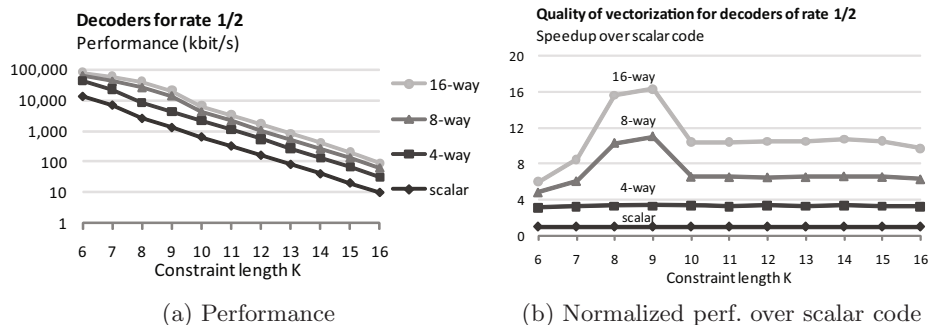 Decoders for rate 1/2
Performance (kbit/s)
100,000
10,000
1,000
100
10
1
6 7 8 9 10 11 12 13 14 15 16
Constraint length K
16-way
8-way
4-way
scalar
(a) Performance
Quality of vectorization for decoders of rate 1/2
Speedup over scalar code
20
16
12
8
4
0
16-way
8-way
4-way
scalar
6 7 8 9 10 11 12 13 14 15 16
Constraint length K
(b) Normalized perf. over scalar code